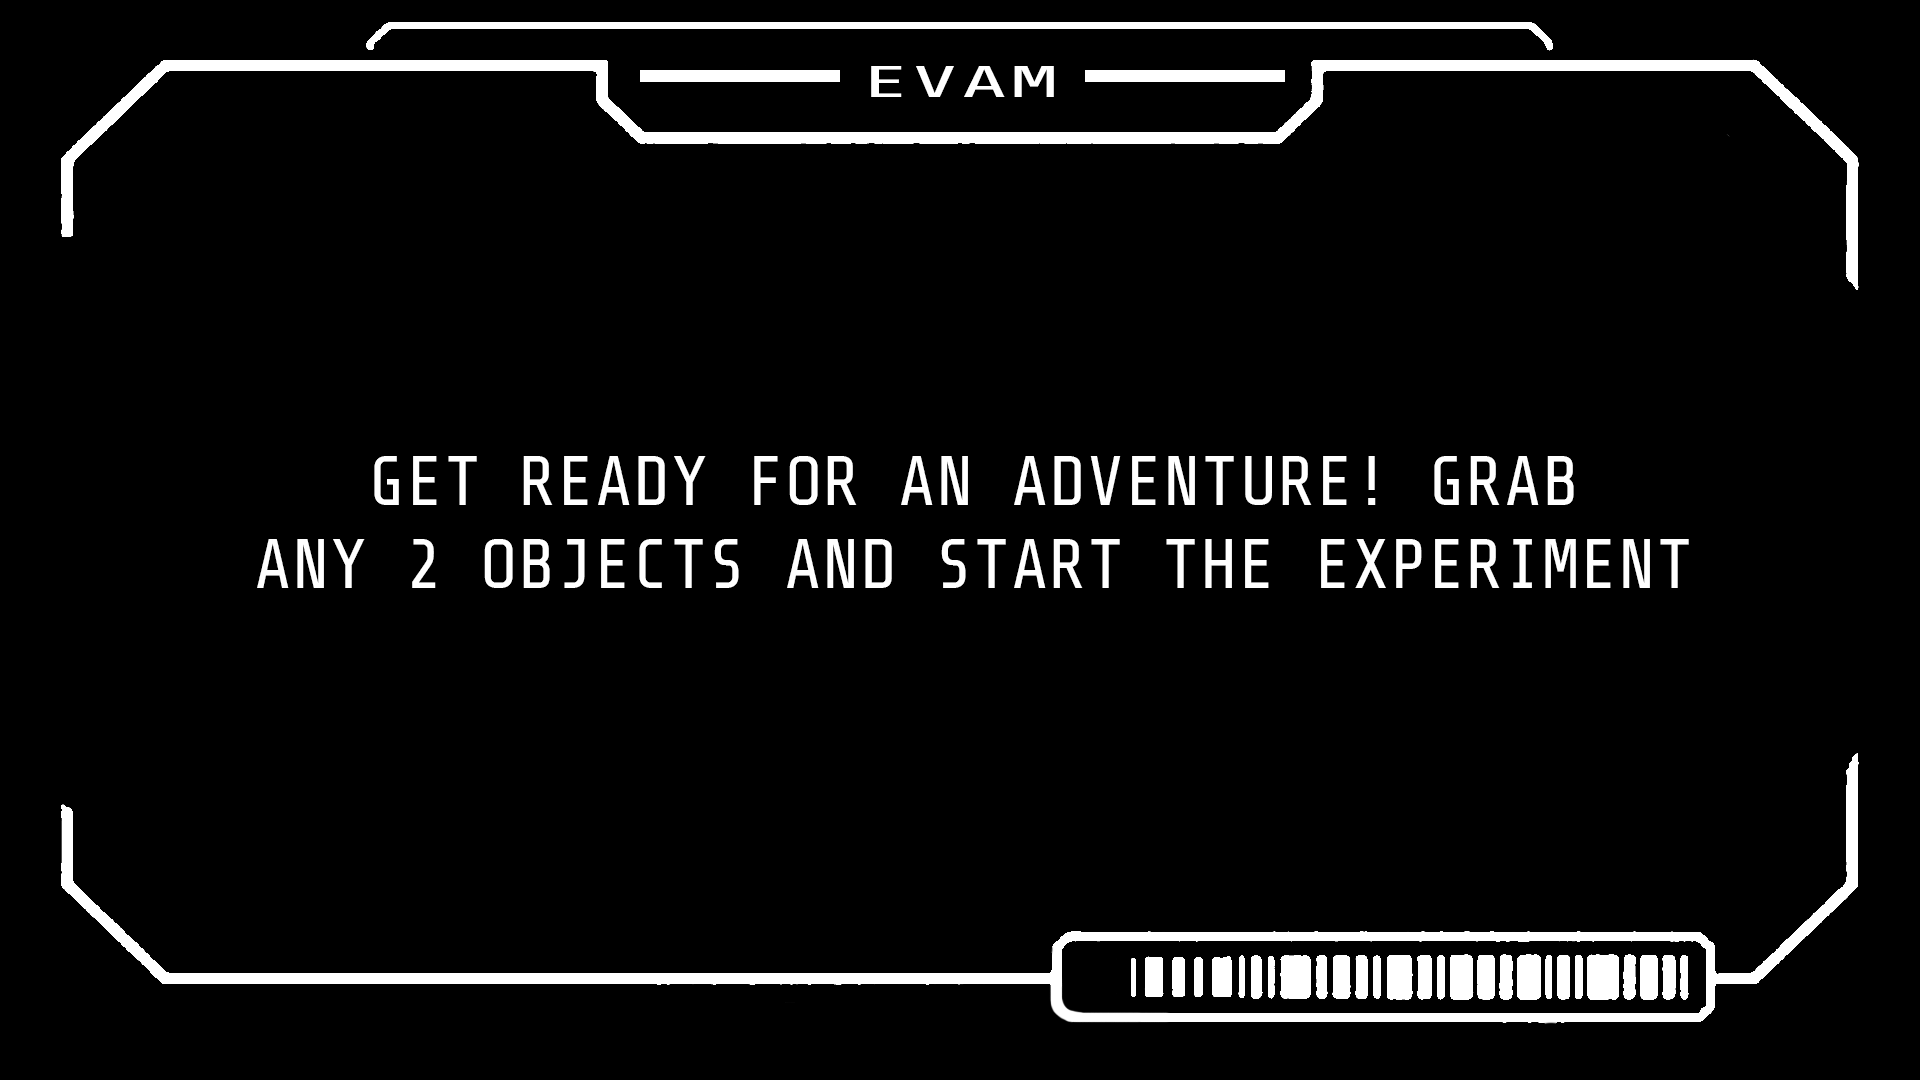 EVAM
GET READY FOR AN ADVENTURE! GRAB
ANY 2 OBJECTS AND START THE EXPERIMENT